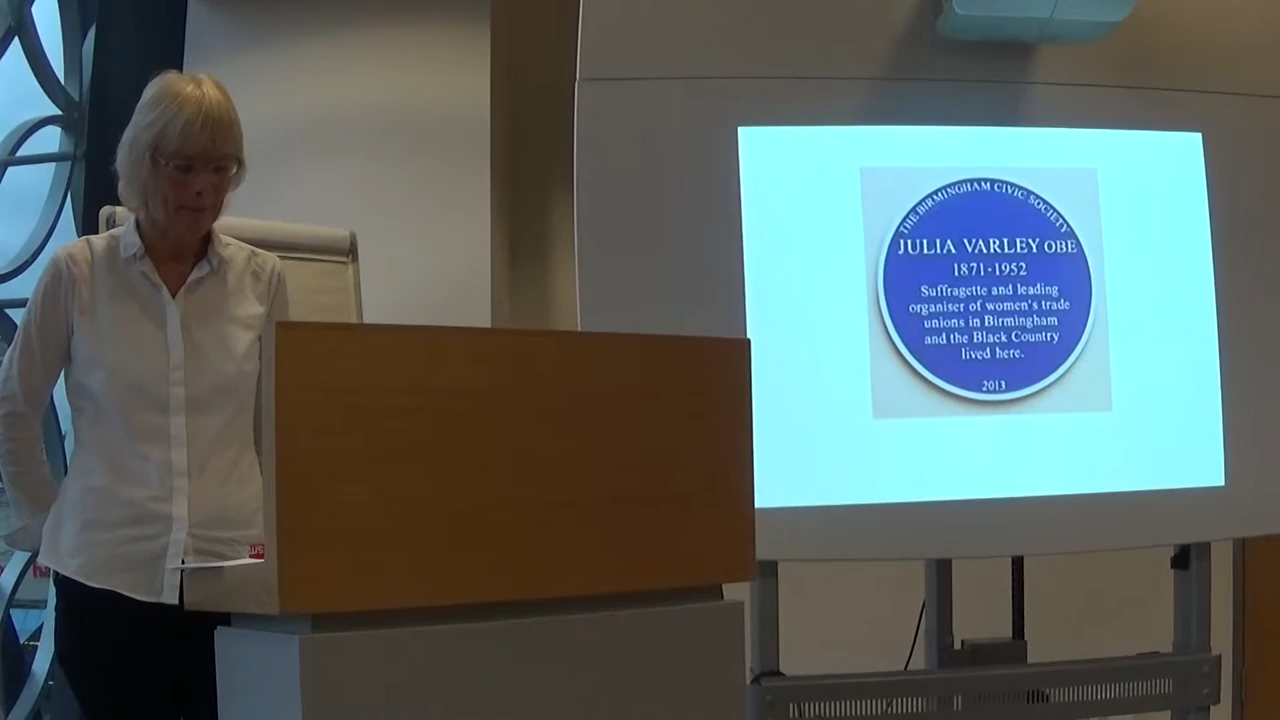 THE BIRMINGHAM CIVIC SOCIETY
JULIA VARLEY OBE
1871-1952
Suffragette and leading
organiser of women's trade
unions in Birmingham
and the Black Country
lived here.
2013